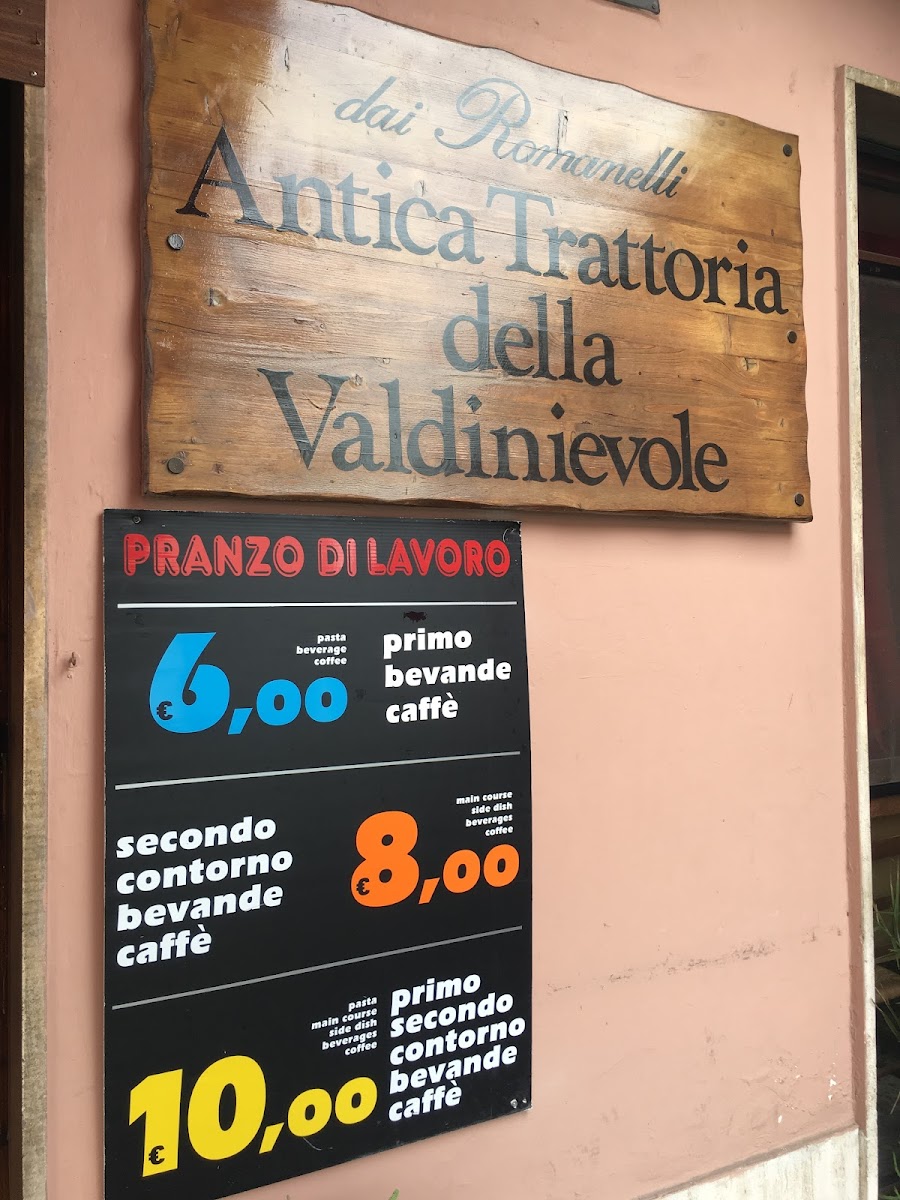 dai Romanelli
Antica Trattoria
della
Valdinievole
PRANZO DI LAVORO
€6,00
pasta
beverage
coffee
primo
bevande
caffè
secondo
contorno
bevande
caffè
€8,00
main course
side dish
beverages
coffee
€10,00
pasta
main course
side dish
beverages
coffee
primo
secondo
contorno
bevande
caffè